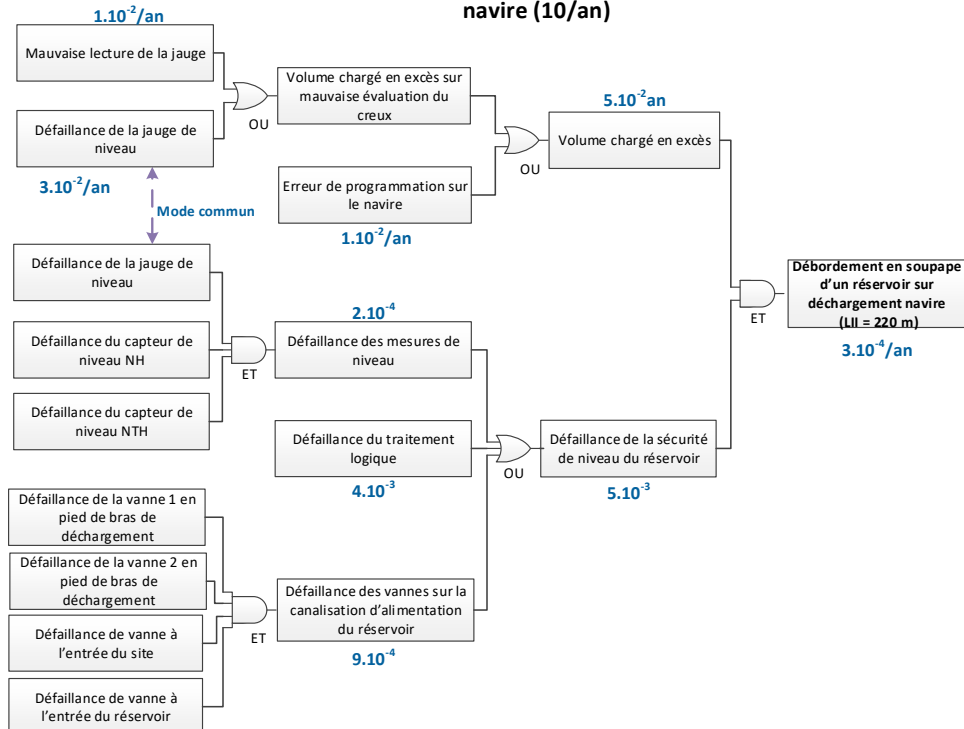 navire (10/an)
1.10⁻²/an
Mauvaise lecture de la jauge
OU
Volume chargé en excès sur
mauvaise évaluation du
creux
Défaillance de la jauge de
niveau
3.10⁻²/an
Mode commun
Erreur de programmation sur
le navire
1.10⁻²/an
OU
5.10⁻²an
Volume chargé en excès
Défaillance de la jauge de
niveau
Défaillance du capteur de
niveau NH
Défaillance du capteur de
niveau NTH
ET
2.10⁻⁴
Défaillance des mesures de
niveau
Défaillance du traitement
logique
4.10⁻³
OU
Défaillance de la sécurité
de niveau du réservoir
5.10⁻³
ET
Débordement en soupape
d’un réservoir sur
déchargement navire
(LII = 220 m)
3.10⁻⁴/an
Défaillance de la vanne 1 en
pied de bras de
déchargement
Défaillance de la vanne 2 en
pied de bras de
déchargement
Défaillance de vanne à
l’entrée du site
Défaillance de vanne à
l’entrée du réservoir
ET
Défaillance des vannes sur la
canalisation d’alimentation
du réservoir
9.10⁻⁴